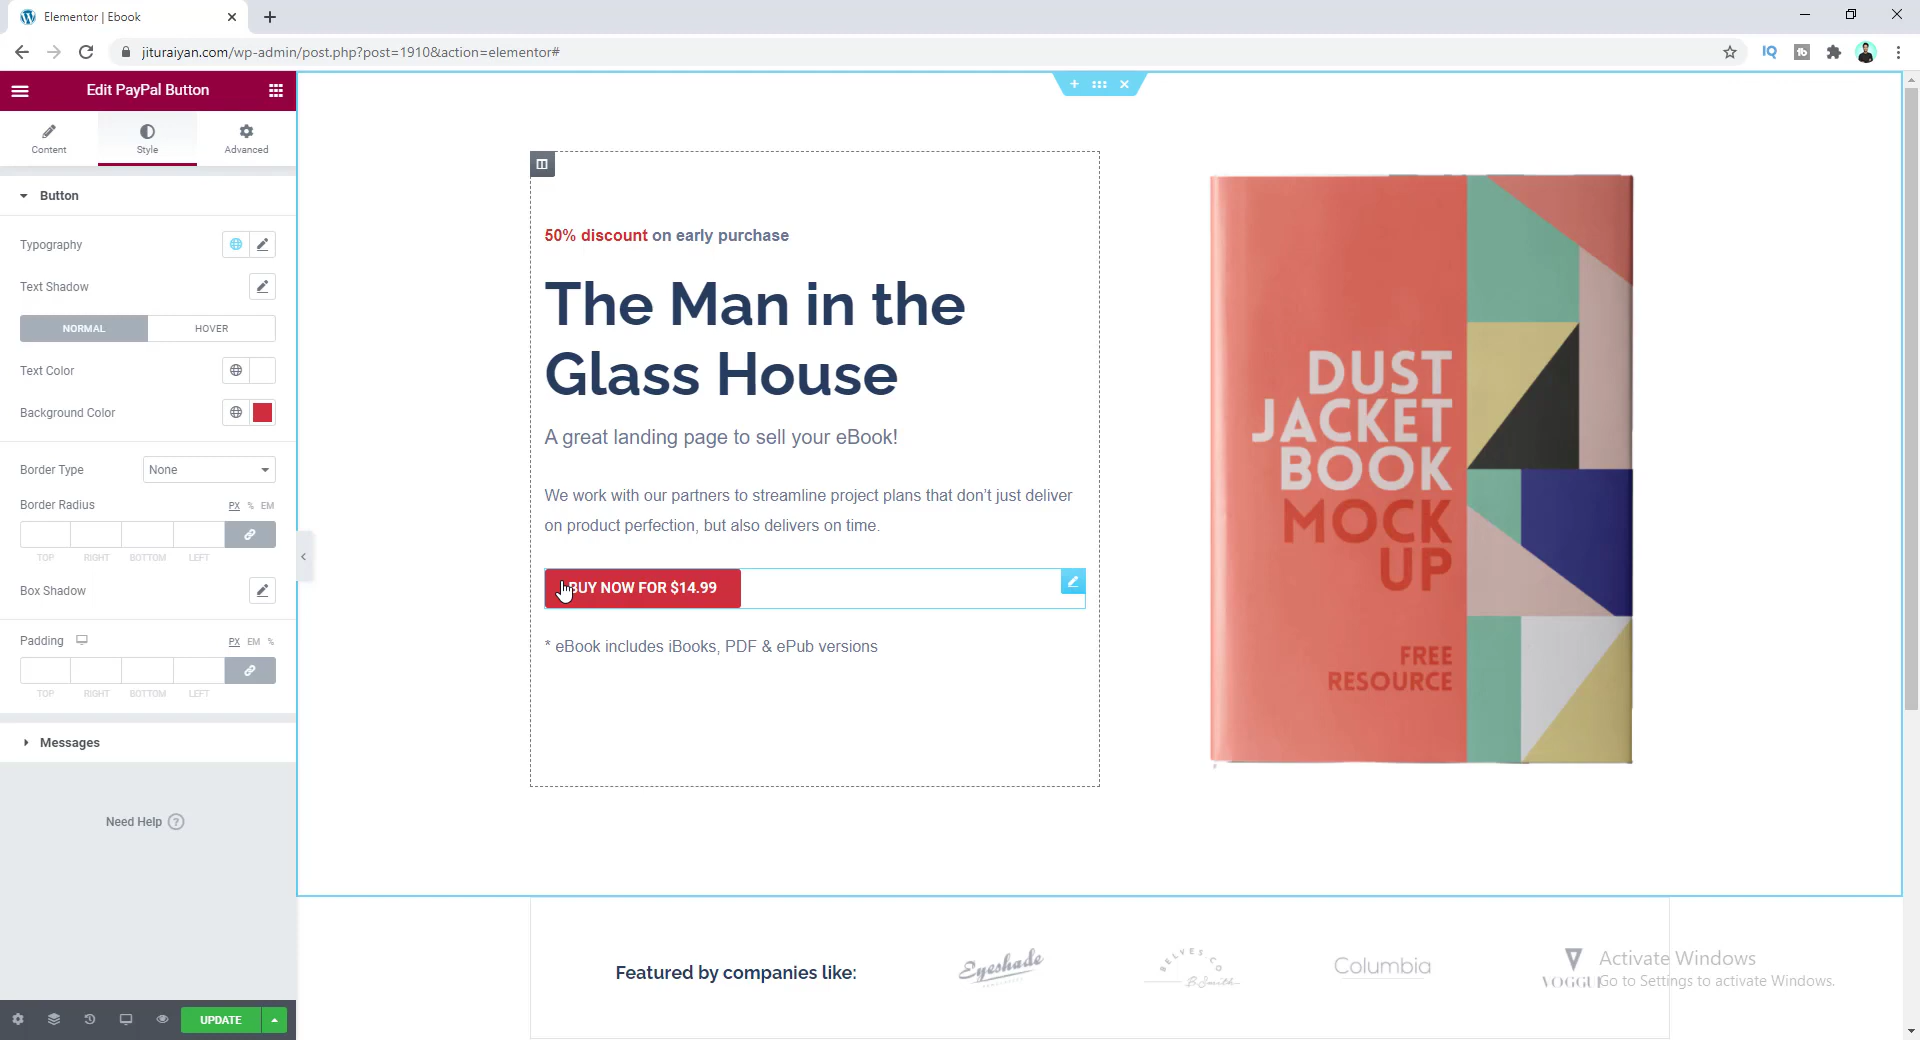 Elementor | Ebook
jituraiyan.com/wp-admin/post.php?post=1910&action=elementor#
Edit PayPal Button
Content
Style
Advanced
Button
Typography
Text Shadow
NORMAL
HOVER
Text Color
Background Color
Border Type
None
Border Radius
PX % EM
TOP RIGHT BOTTOM LEFT
Box Shadow
Padding
PX EM %
TOP RIGHT BOTTOM LEFT
Messages
Need Help
UPDATE
50% discount on early purchase
The Man in the
Glass House
A great landing page to sell your eBook!
We work with our partners to streamline project plans that don't just deliver
on product perfection, but also delivers on time.
BUY NOW FOR $14.99
* eBook includes iBooks, PDF & ePub versions
DUST
JACKET
BOOK
MOCK
UP
FREE
RESOURCE
Featured by companies like:
Eyeshade
BELVES.CO
B.Smith
Columbia
Activate Windows
Go to Settings to activate Windows.